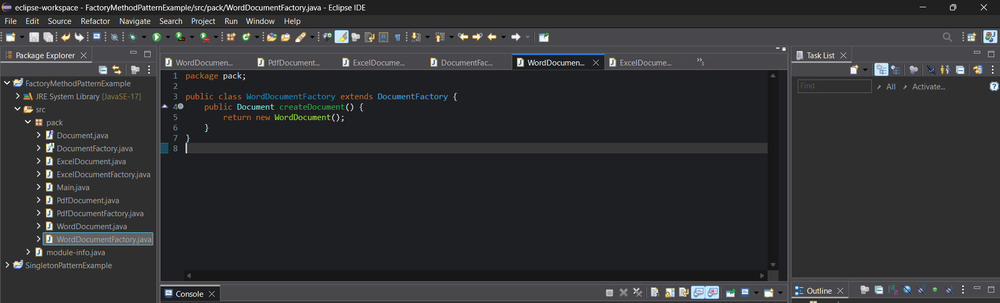 eclipse-workspace - FactoryMethodPatternExample/src/pack/WordDocumentFactory.java - Eclipse IDE
File Edit Source Refactor Navigate Search Project Run Window Help
Package Explorer
FactoryMethodPatternExample
JRE System Library [JavaSE-17]
src
pack
Document.java
DocumentFactory.java
ExcelDocument.java
ExcelDocumentFactory.java
Main.java
PdfDocument.java
PdfDocumentFactory.java
WordDocument.java
WordDocumentFactory.java
module-info.java
SingletonPatternExample
WordDocumen... PdfDocument... ExcelDocume... DocumentFac... WordDocumen... ExcelDocume... »3
1 package pack;
2
3 public class WordDocumentFactory extends DocumentFactory {
4 public Document createDocument() {
5 return new WordDocument();
6 }
7 }
8
Console
Task List
Find All Activate...
Outline